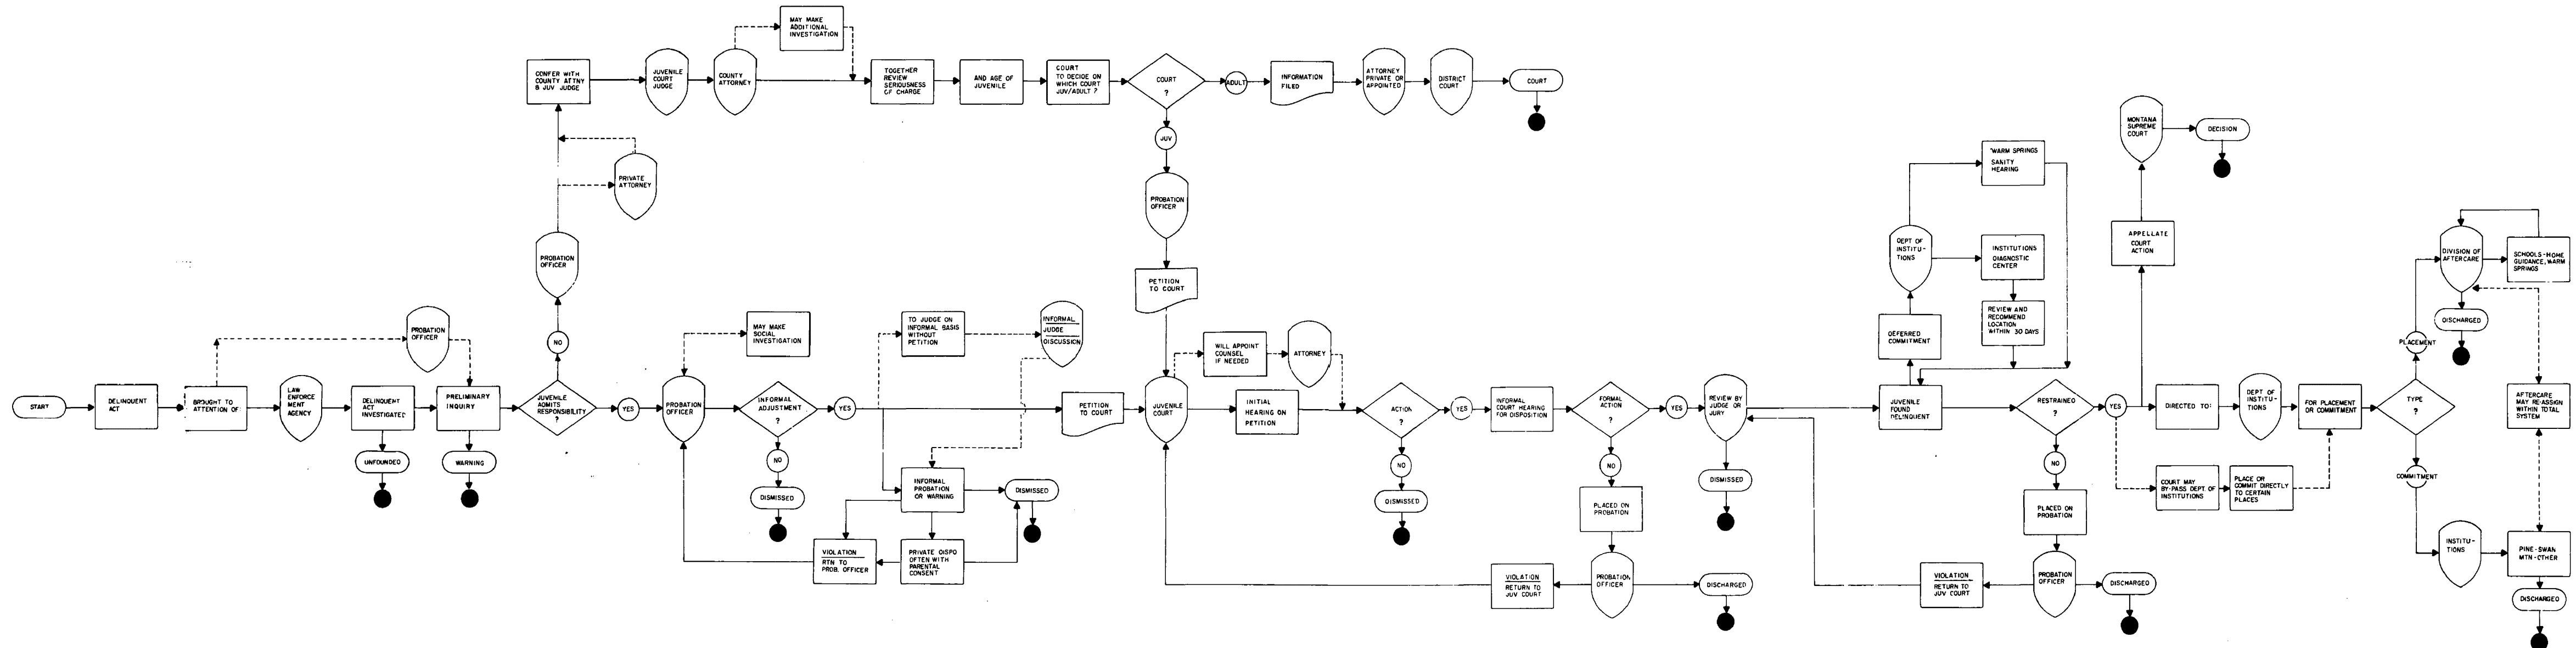 MAY MAKE
ADDITIONAL
INVESTIGATION
CONFER WITH
COUNTY ATTNY
& JUV JUDGE
JUVENILE
COURT
JUDGE
COUNTY
ATTORNEY
TOGETHER
REVIEW
SERIOUSNESS
OF CHARGE
AND AGE OF
JUVENILE
COURT
TO DECIDE ON
WHICH COURT
JUV/ADULT ?
COURT
?
ADULT
INFORMATION
FILED
ATTORNEY
PRIVATE OR
APPOINTED
DISTRICT
COURT
COURT
JUV
PRIVATE
ATTORNEY
PROBATION
OFFICER
PROBATION
OFFICER
PETITION
TO COURT
NO
START
DELINQUENT
ACT
BROUGHT TO
ATTENTION OF:
PROBATION
OFFICER
LAW
ENFORCE
MENT
AGENCY
DELINQUENT
ACT
INVESTIGATED
UNFOUNDED
PRELIMINARY
INQUIRY
WARNING
JUVENILE
ADMITS
RESPONSIBILITY
?
YES
PROBATION
OFFICER
MAY MAKE
SOCIAL
INVESTIGATION
INFORMAL
ADJUSTMENT
?
NO
DISMISSED
YES
TO JUDGE ON
INFORMAL BASIS
WITHOUT
PETITION
INFORMAL
JUDGE
DISCUSSION
INFORMAL
PROBATION
OR WARNING
DISMISSED
VIOLATION
RTN TO
PROB. OFFICER
PRIVATE DISPO
OFTEN WITH
PARENTAL
CONSENT
PETITION
TO COURT
JUVENILE
COURT
WILL APPOINT
COUNSEL
IF NEEDED
ATTORNEY
INITIAL
HEARING ON
PETITION
ACTION
?
NO
DISMISSED
YES
INFORMAL
COURT HEARING
FOR DISPOSITION
FORMAL
ACTION
?
NO
PLACED ON
PROBATION
PROBATION
OFFICER
VIOLATION
RETURN TO
JUV COURT
DISCHARGED
YES
REVIEW BY
JUDGE OR
JURY
DISMISSED
JUVENILE
FOUND
DELINQUENT
DEFERRED
COMMITMENT
DEPT OF
INSTITU-
TIONS
WARM SPRINGS
SANITY
HEARING
INSTITUTIONS
DIAGNOSTIC
CENTER
REVIEW AND
RECOMMEND
LOCATION
WITHIN 30 DAYS
RESTRAINED
?
NO
PLACED ON
PROBATION
PROBATION
OFFICER
VIOLATION
RETURN TO
JUV COURT
DISCHARGED
YES
APPELLATE
COURT
ACTION
MONTANA
SUPREME
COURT
DECISION
DIRECTED TO:
DEPT OF
INSTITU-
TIONS
COURT MAY
BY-PASS DEPT. OF
INSTITUTIONS
PLACE OR
COMMIT DIRECTLY
TO CERTAIN
PLACES
FOR PLACEMENT
OR COMMITMENT
TYPE
?
PLACEMENT
DIVISION OF
AFTERCARE
SCHOOLS-HOME
GUIDANCE, WARM
SPRINGS
DISCHARGED
AFTERCARE
MAY RE-ASSIGN
WITHIN TOTAL
SYSTEM
COMMITMENT
INSTITU-
TIONS
PINE-SWAN
MTN-OTHER
DISCHARGED